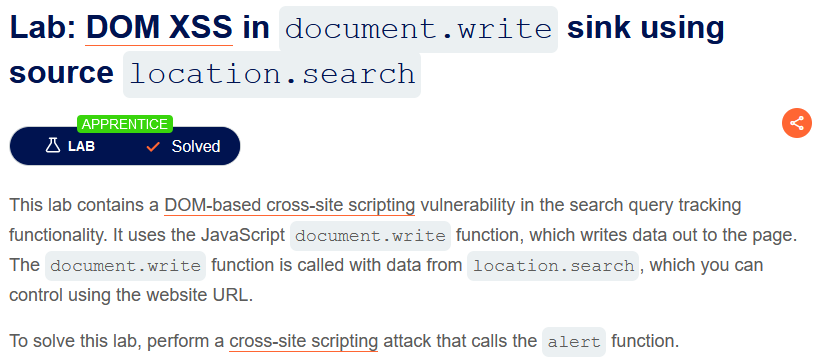 Lab: DOM XSS in document.write sink using
source location.search
APPRENTICE
LAB Solved
This lab contains a DOM-based cross-site scripting vulnerability in the search query tracking
functionality. It uses the JavaScript document.write function, which writes data out to the page.
The document.write function is called with data from location.search, which you can
control using the website URL.
To solve this lab, perform a cross-site scripting attack that calls the alert function.